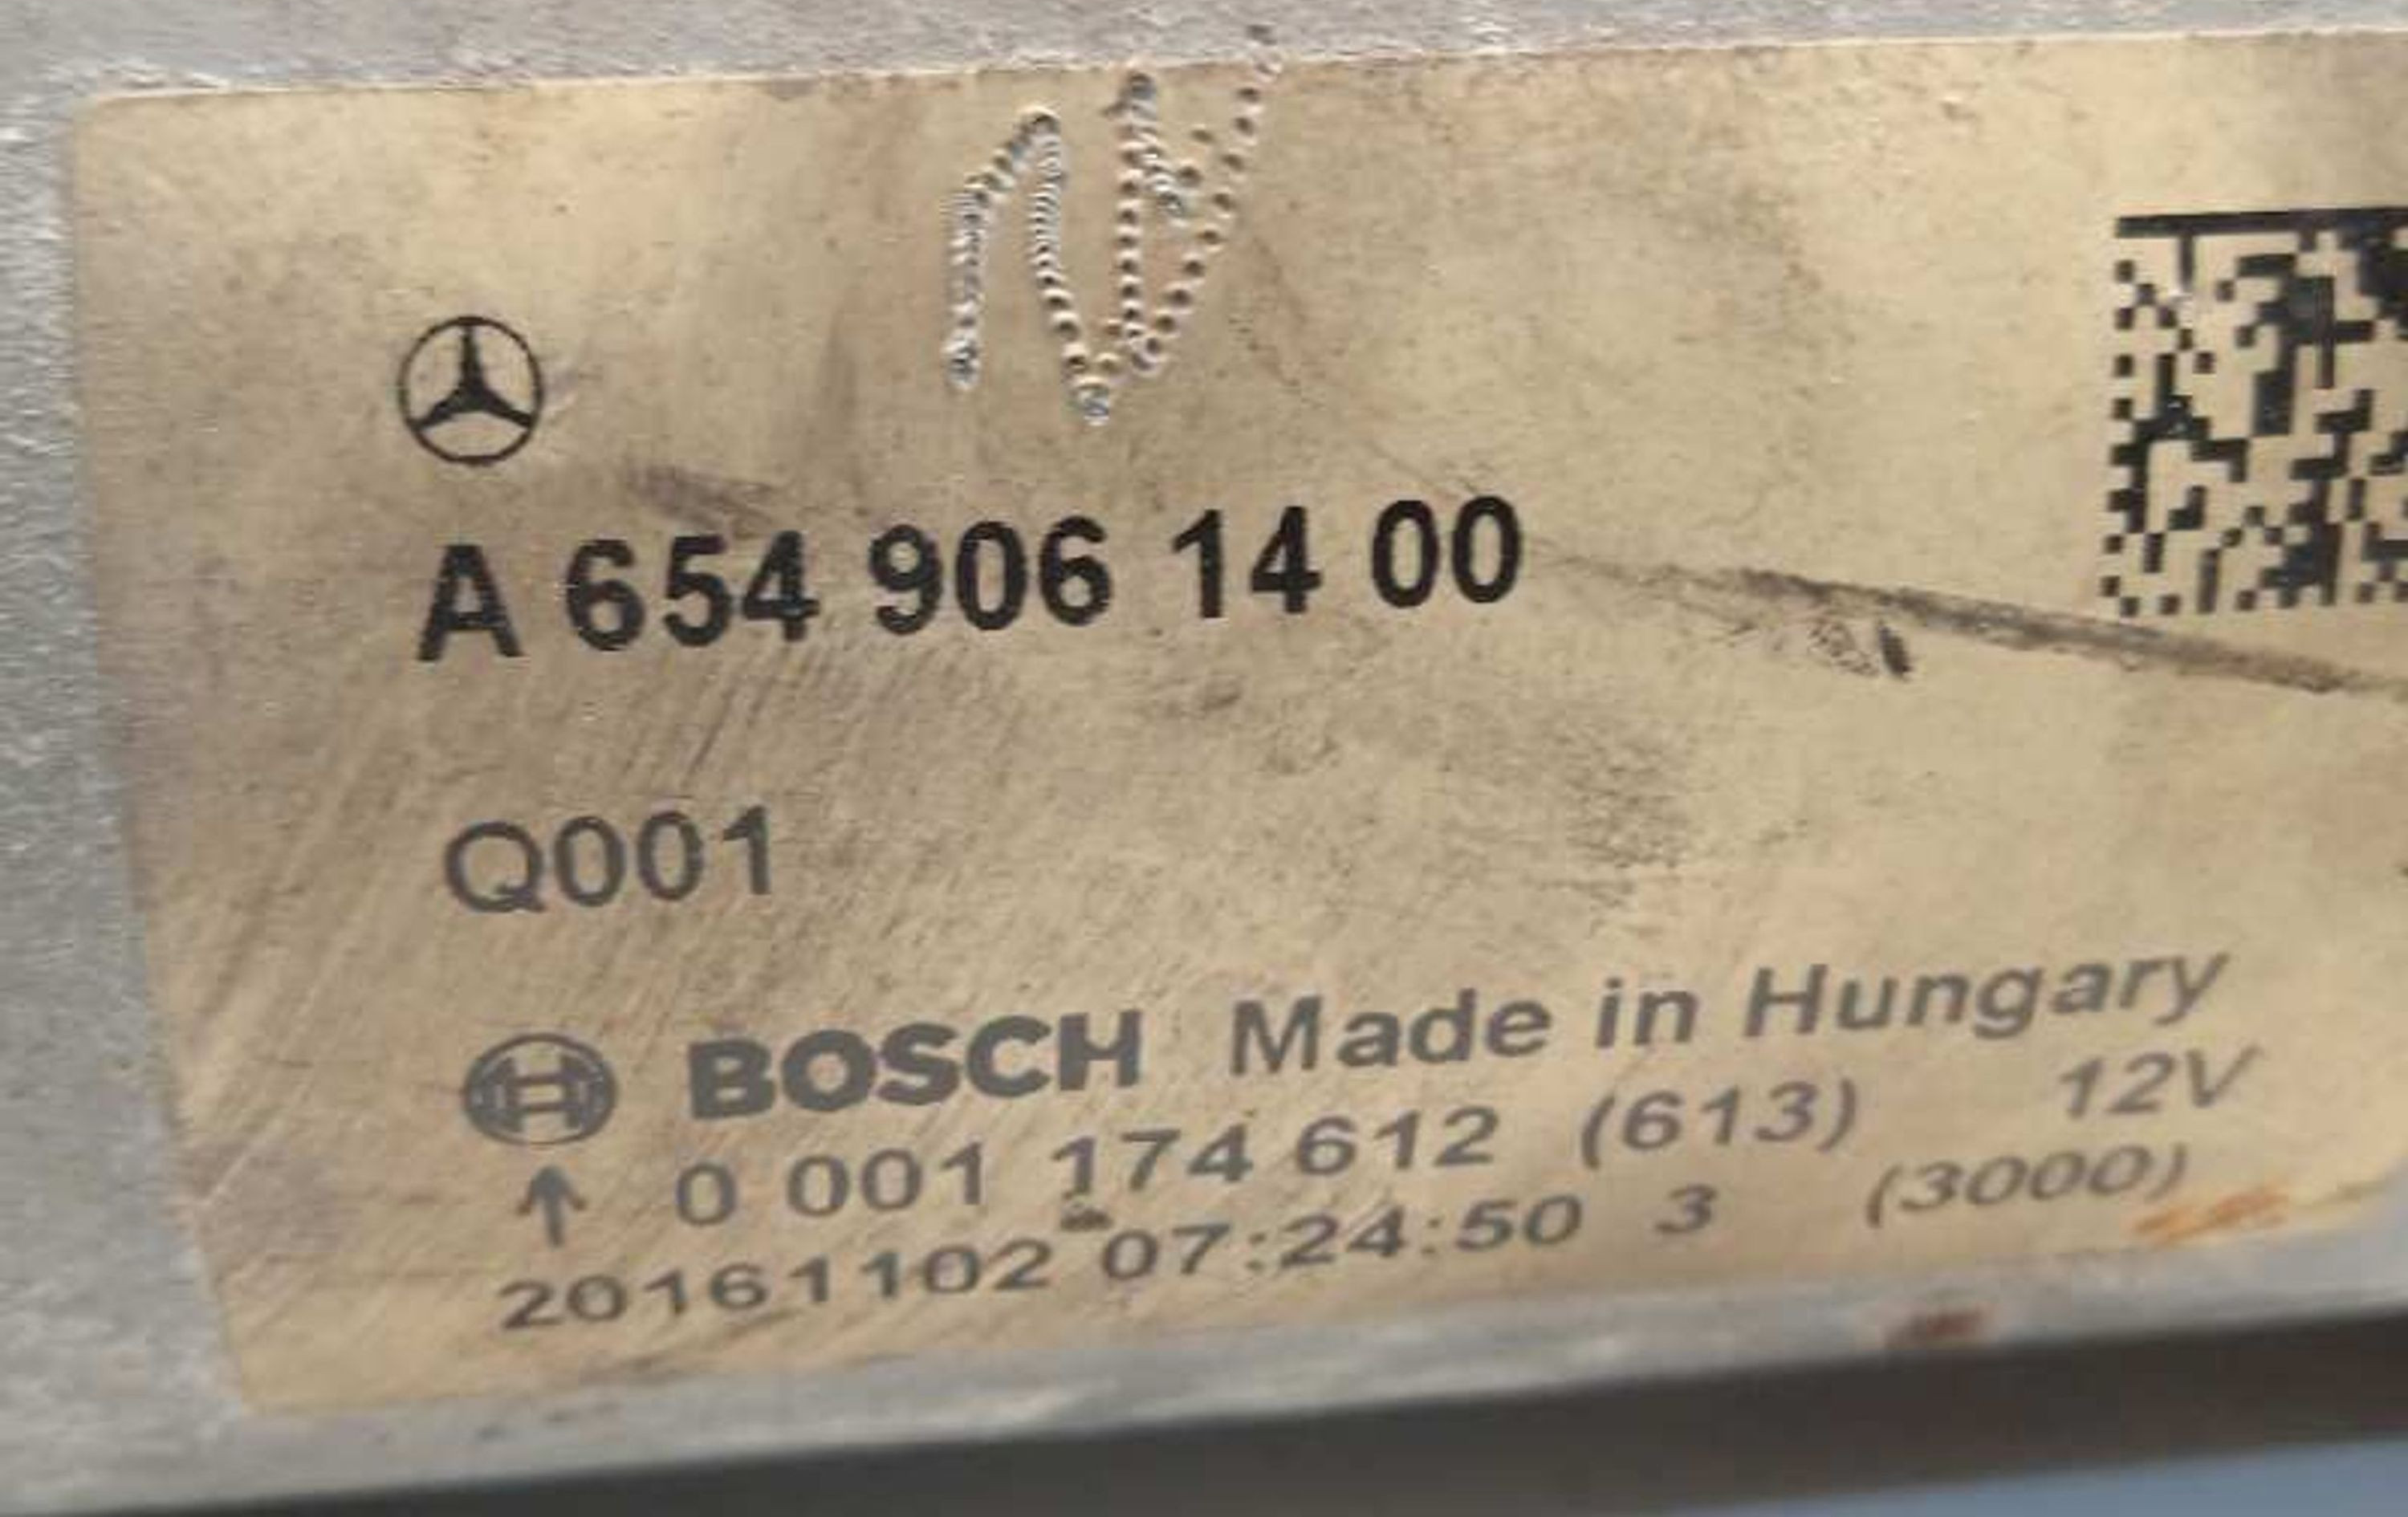 A 654 906 14 00
Q001
BOSCH Made in Hungary
↑ 0 001 174 612 (613) 12V
20161102 07:24:50 3 (3000)